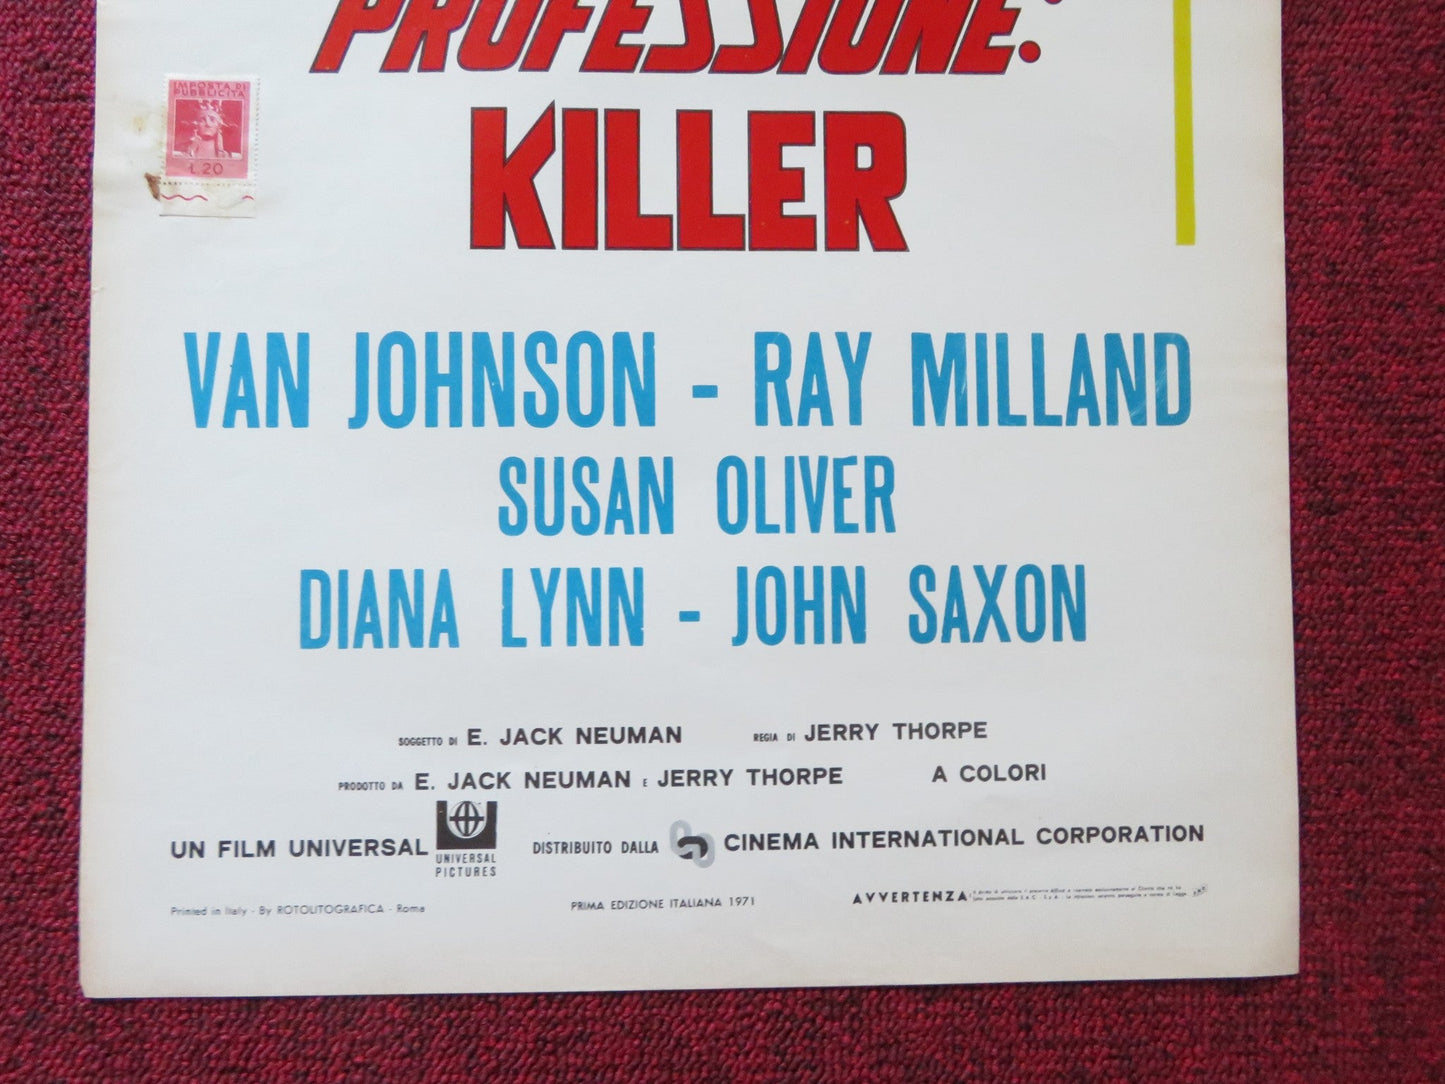 PROFESSIONE:
KILLER
IMPOSTA DI
PUBBLICITA
L.20
VAN JOHNSON - RAY MILLAND
SUSAN OLIVER
DIANA LYNN - JOHN SAXON
SOGGETTO DI E. JACK NEUMAN REGIA DI JERRY THORPE
PRODOTTO DA E. JACK NEUMAN E JERRY THORPE A COLORI
UN FILM UNIVERSAL UNIVERSAL PICTURES DISTRIBUITO DALLA CINEMA INTERNATIONAL CORPORATION
Printed in Italy - By ROTOLITOGRAFICA - Roma PRIMA EDIZIONE ITALIANA 1971 AVVERTENZA: